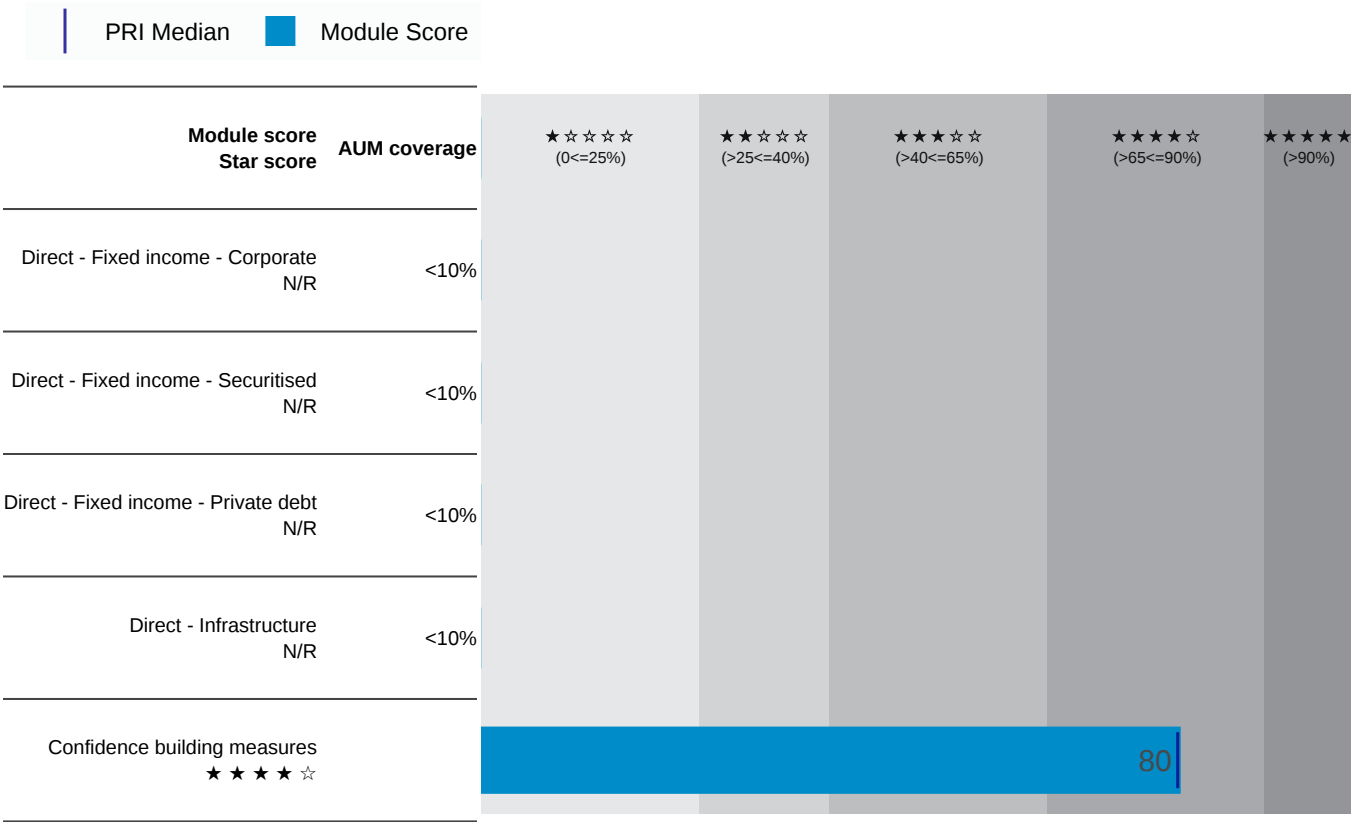 PRI Median Module Score
Module score
Star score
AUM coverage
★☆☆☆☆
(0<=25%)
★★☆☆☆
(>25<=40%)
★★★☆☆
(>40<=65%)
★★★★☆
(>65<=90%)
★★★★★
(>90%)
Direct - Fixed income - Corporate
N/R
<10%
Direct - Fixed income - Securitised
N/R
<10%
Direct - Fixed income - Private debt
N/R
<10%
Direct - Infrastructure
N/R
<10%
Confidence building measures
★★★★☆
80